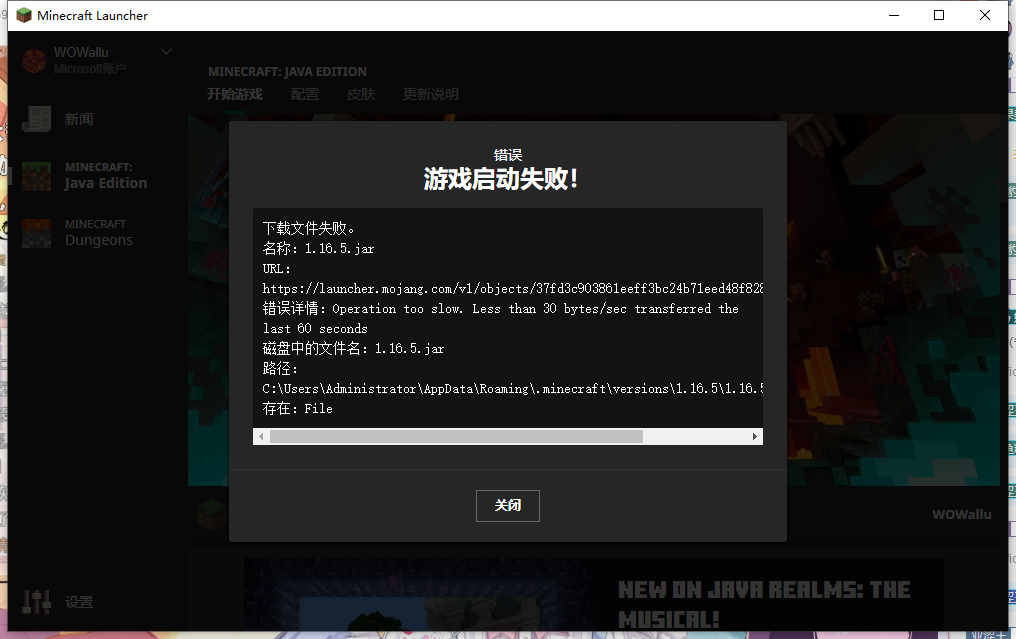 Minecraft Launcher
WOWallu
Microsoft账户
新闻
MINECRAFT:
Java Edition
MINECRAFT
Dungeons
设置
MINECRAFT: JAVA EDITION
开始游戏 配置 皮肤 更新说明
错误
游戏启动失败!
下载文件失败。
名称: 1.16.5.jar
URL:
https://launcher.mojang.com/v1/objects/37fd3c903861eeff3bc24b71eed48f828
错误详情: Operation too slow. Less than 30 bytes/sec transferred the
last 60 seconds
磁盘中的文件名: 1.16.5.jar
路径:
C:\Users\Administrator\AppData\Roaming\.minecraft\versions\1.16.5\1.16.5
存在: File
关闭
WOWallu
NEW ON JAVA REALMS: THE
MUSICAL!